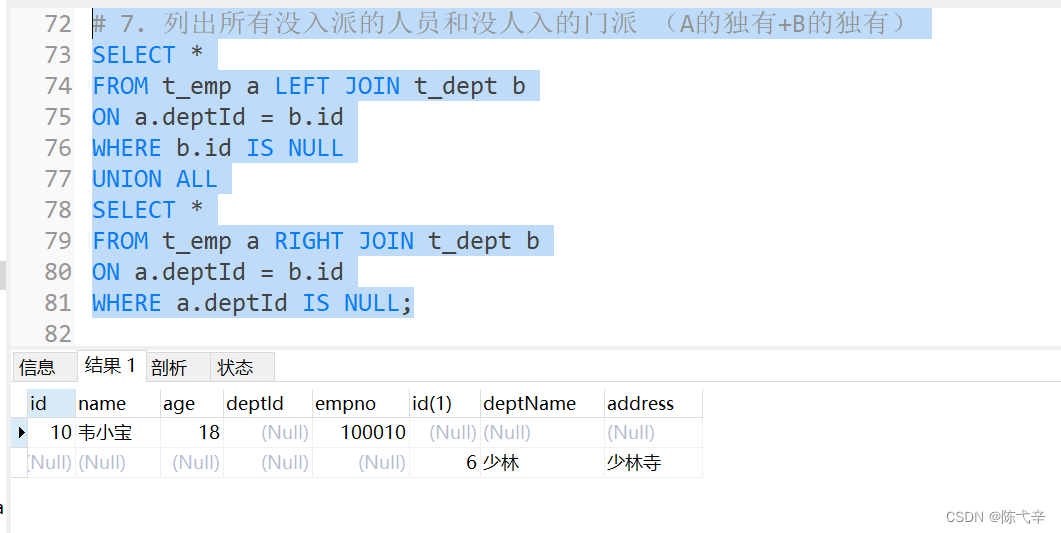 72 # 7. 列出所有没入派的人员和没人入的门派 （A的独有+B的独有）
73 SELECT *
74 FROM t_emp a LEFT JOIN t_dept b
75 ON a.deptId = b.id
76 WHERE b.id IS NULL
77 UNION ALL
78 SELECT *
79 FROM t_emp a RIGHT JOIN t_dept b
80 ON a.deptId = b.id
81 WHERE a.deptId IS NULL;
82
信息 结果 1 剖析 状态
id name age deptId empno id(1) deptName address
10 韦小宝 18 (Null) 100010 (Null) (Null) (Null)
(Null) (Null) (Null) (Null) (Null) 6 少林 少林寺
a
CSDN @陈弋辛